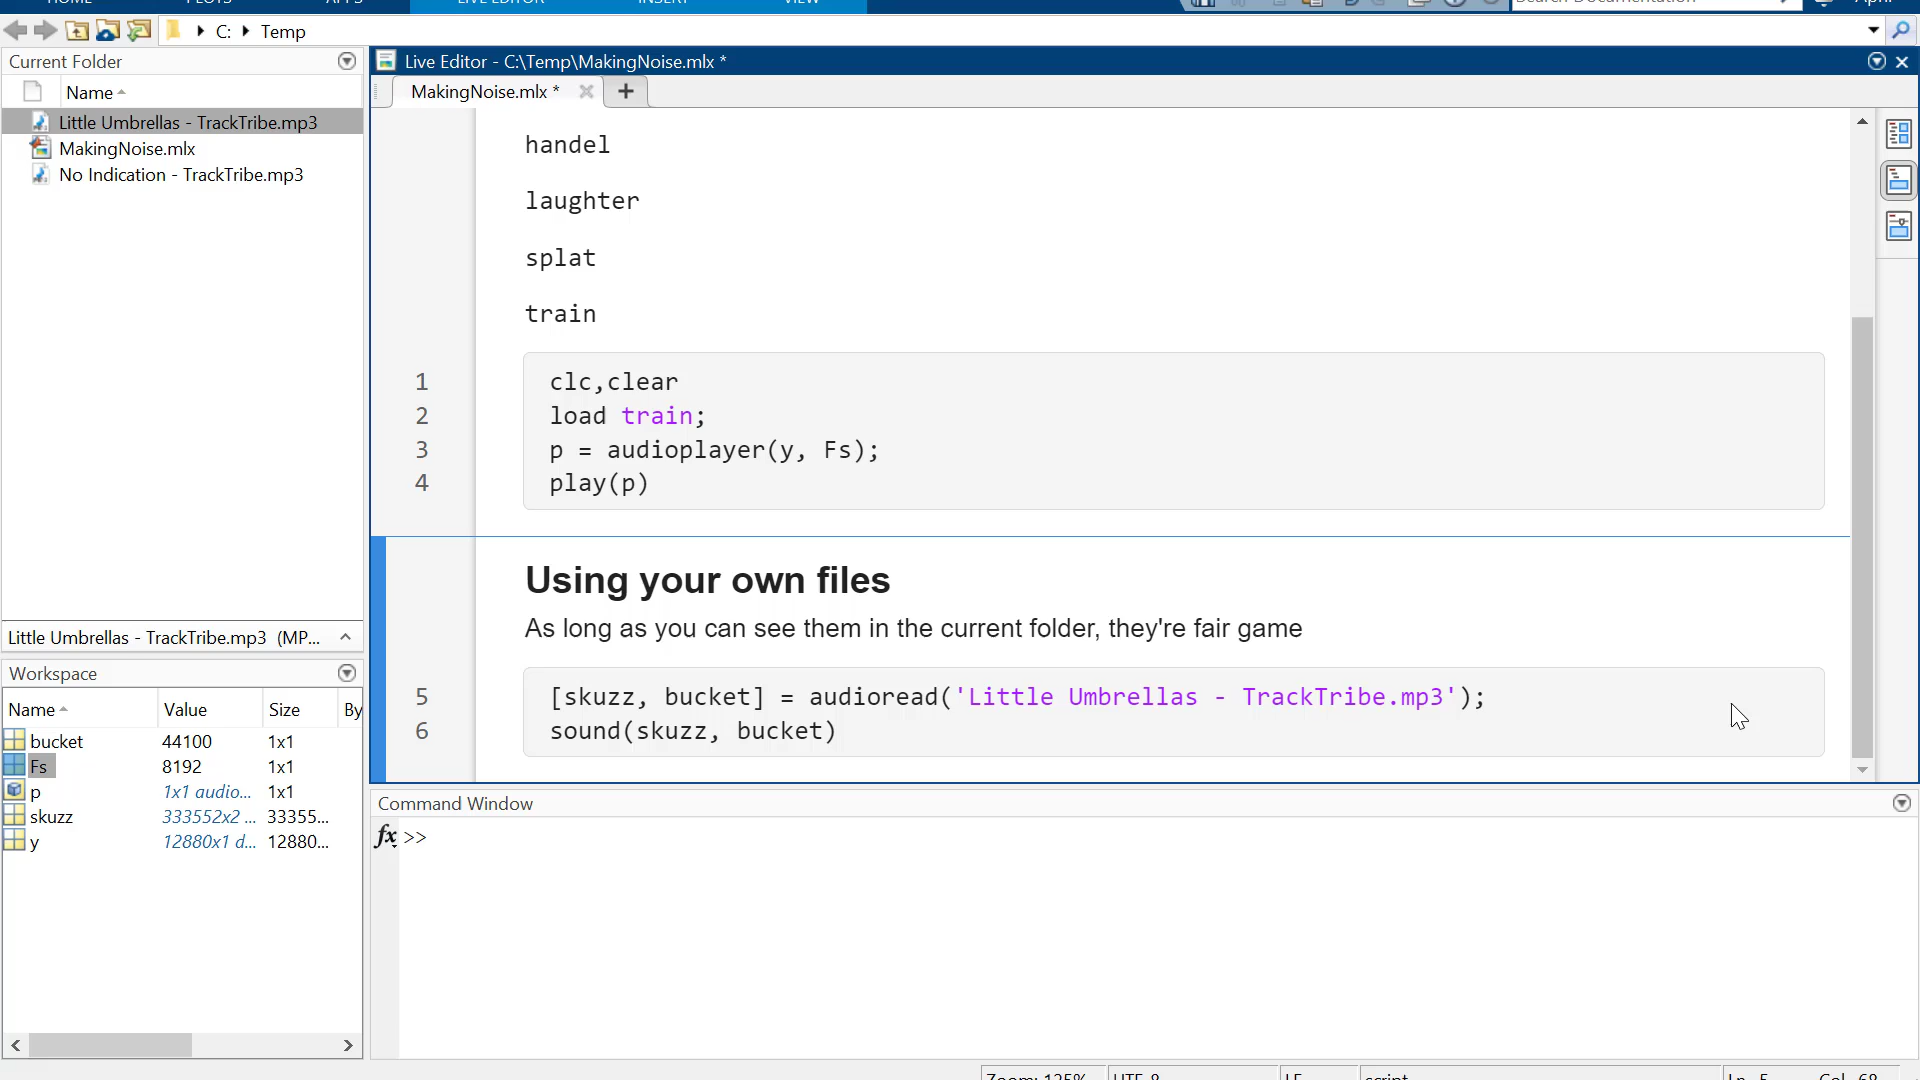 HOME PLOTS APPS LIVE EDITOR INSERT VIEW Search Documentation April
C: Temp
Current Folder
Name
Little Umbrellas - TrackTribe.mp3
MakingNoise.mlx
No Indication - TrackTribe.mp3
Little Umbrellas - TrackTribe.mp3 (MP...
Workspace
Name Value Size By
bucket 44100 1x1
Fs 8192 1x1
p 1x1 audio... 1x1
skuzz 333552x2 ... 33355...
y 12880x1 d... 12880...
Live Editor - C:\Temp\MakingNoise.mlx *
MakingNoise.mlx *
handel
laughter
splat
train
1 clc,clear
2 load train;
3 p = audioplayer(y, Fs);
4 play(p)
Using your own files
As long as you can see them in the current folder, they're fair game
5 [skuzz, bucket] = audioread('Little Umbrellas - TrackTribe.mp3');
6 sound(skuzz, bucket)
Command Window
fx >>
Zoom: 125% UTF-8 LF script Ln 5 Col 68